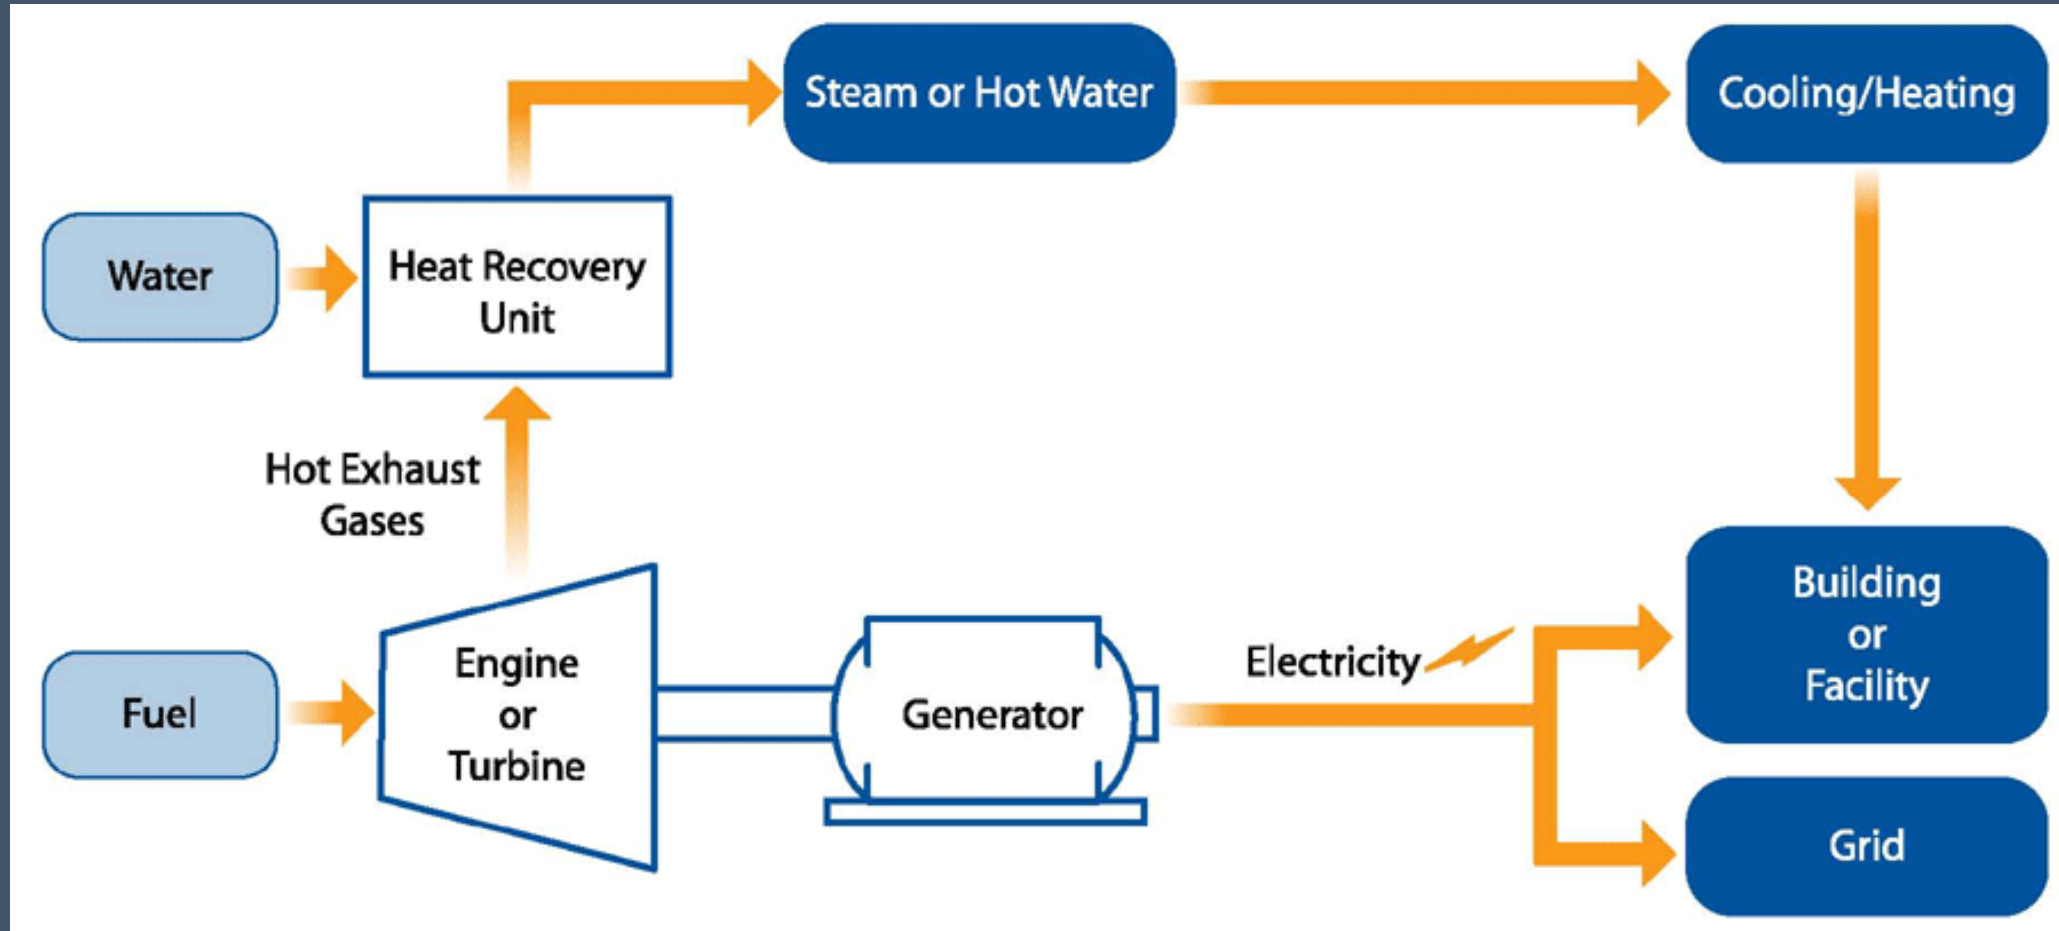 Steam or Hot Water
Cooling/Heating
Water
Heat Recovery
Unit
Hot Exhaust
Gases
Fuel
Engine
or
Turbine
Generator
Electricity
Building
or
Facility
Grid